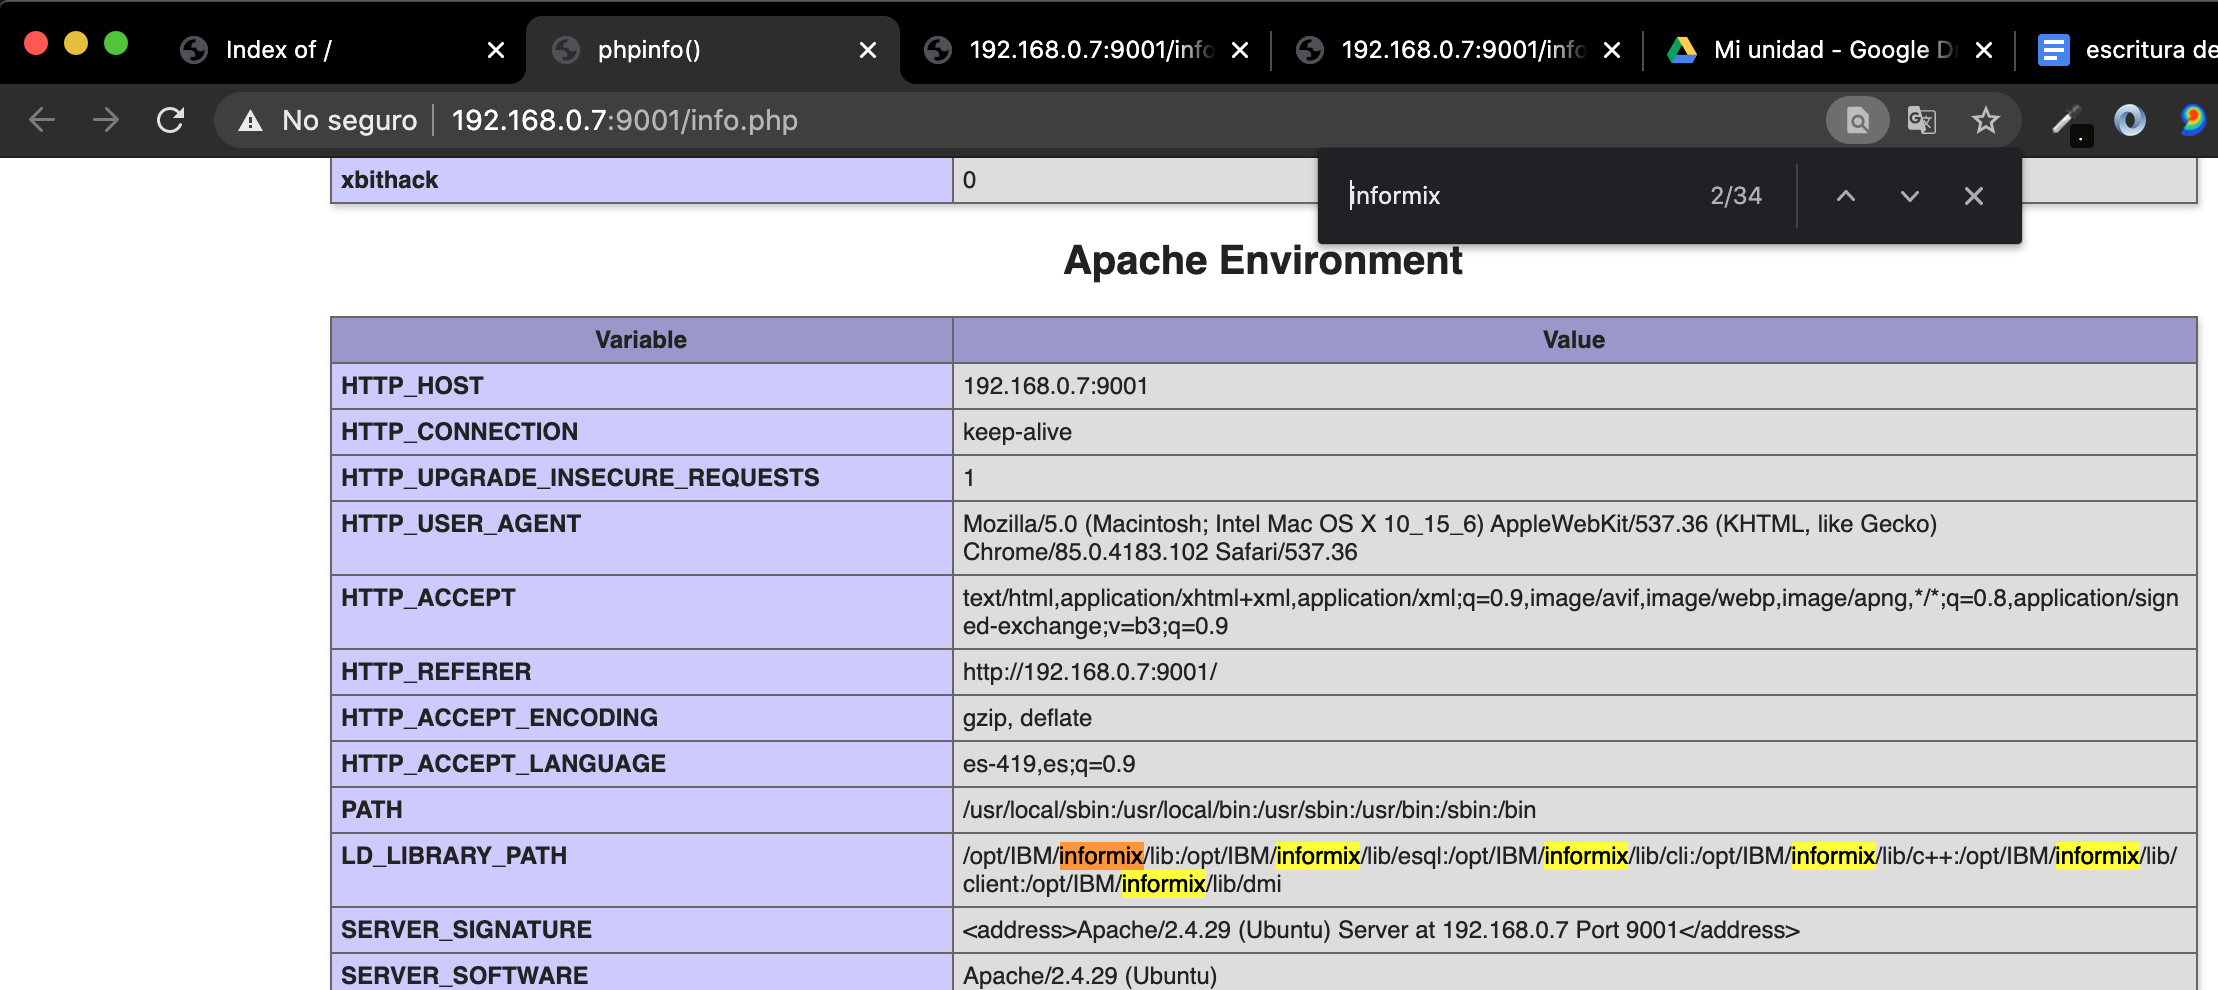 Index of /
phpinfo()
192.168.0.7:9001/info
192.168.0.7:9001/info
Mi unidad - Google Dr
escritura de
No seguro
192.168.0.7:9001/info.php
informix
2/34
xbithack
0
Apache Environment
Variable
Value
HTTP_HOST
192.168.0.7:9001
HTTP_CONNECTION
keep-alive
HTTP_UPGRADE_INSECURE_REQUESTS
1
HTTP_USER_AGENT
Mozilla/5.0 (Macintosh; Intel Mac OS X 10_15_6) AppleWebKit/537.36 (KHTML, like Gecko)
Chrome/85.0.4183.102 Safari/537.36
HTTP_ACCEPT
text/html,application/xhtml+xml,application/xml;q=0.9,image/avif,image/webp,image/apng,*/*;q=0.8,application/sign
ed-exchange;v=b3;q=0.9
HTTP_REFERER
http://192.168.0.7:9001/
HTTP_ACCEPT_ENCODING
gzip, deflate
HTTP_ACCEPT_LANGUAGE
es-419,es;q=0.9
PATH
/usr/local/sbin:/usr/local/bin:/usr/sbin:/usr/bin:/sbin:/bin
LD_LIBRARY_PATH
/opt/IBM/informix/lib:/opt/IBM/informix/lib/esql:/opt/IBM/informix/lib/cli:/opt/IBM/informix/lib/c++:/opt/IBM/informix/lib/
client:/opt/IBM/informix/lib/dmi
SERVER_SIGNATURE
<address>Apache/2.4.29 (Ubuntu) Server at 192.168.0.7 Port 9001</address>
SERVER_SOFTWARE
Apache/2.4.29 (Ubuntu)